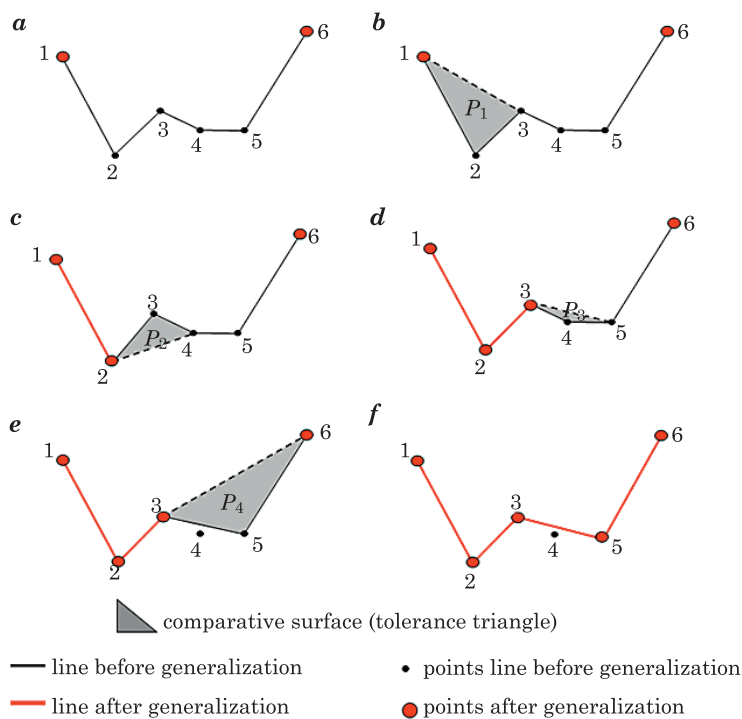 a
1
2
3
4
5
6
b
1
2
3
4
5
6
P1
c
1
2
3
4
5
6
P2
d
1
2
3
4
5
6
P3
e
1
2
3
4
5
6
P4
f
1
2
3
4
5
6
comparative surface (tolerance triangle)
line before generalization
points line before generalization
line after generalization
points after generalization